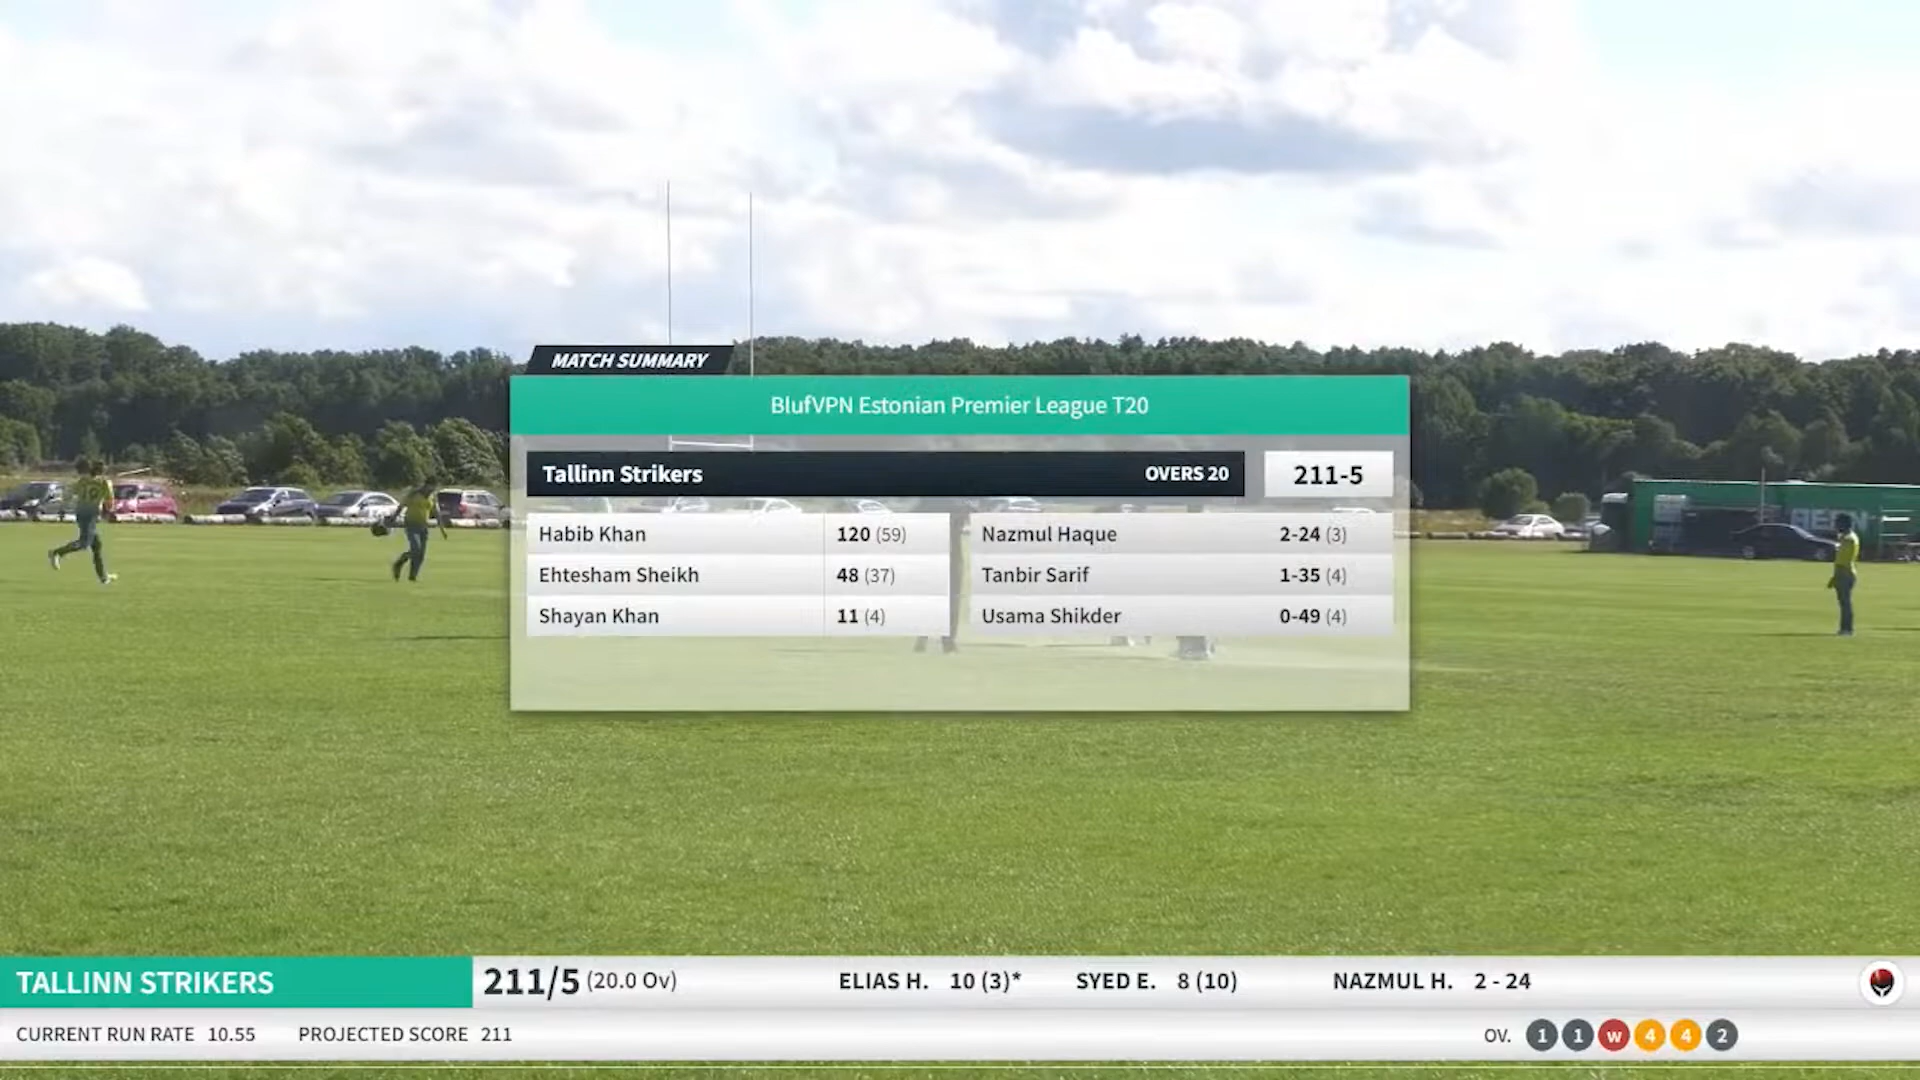 MATCH SUMMARY
BlufVPN Estonian Premier League T20
Tallinn Strikers OVERS 20 211-5
Habib Khan 120 (59) Nazmul Haque 2-24 (3)
Ehtesham Sheikh 48 (37) Tanbir Sarif 1-35 (4)
Shayan Khan 11 (4) Usama Shikder 0-49 (4)
TALLINN STRIKERS 211/5 (20.0 Ov) ELIAS H. 10 (3)* SYED E. 8 (10) NAZMUL H. 2 - 24
CURRENT RUN RATE 10.55 PROJECTED SCORE 211 OV. 1 1 W 4 4 2